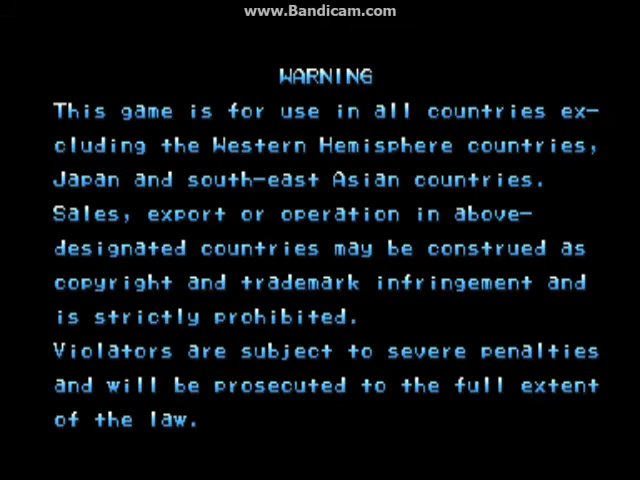 www.Bandicam.com
WARNING
This game is for use in all countries ex-
cluding the Western Hemisphere countries,
Japan and south-east Asian countries.
Sales, export or operation in above-
designated countries may be construed as
copyright and trademark infringement and
is strictly prohibited.
Violators are subject to severe penalties
and will be prosecuted to the full extent
of the law.